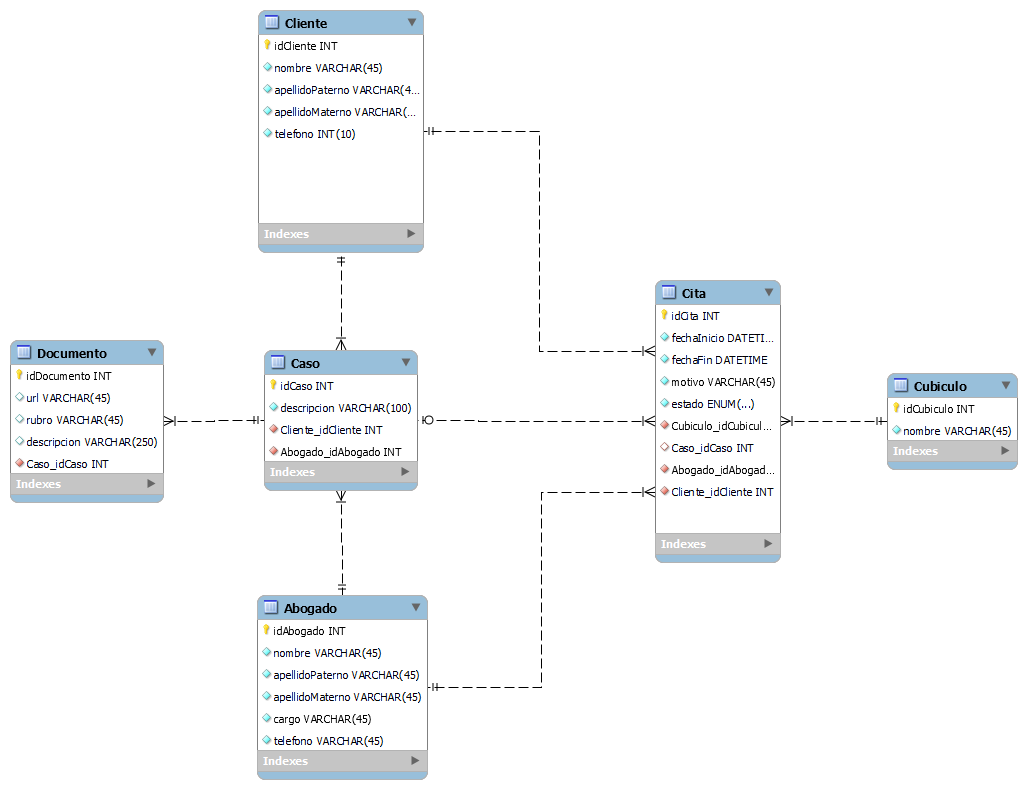 Cliente
idCliente INT
nombre VARCHAR(45)
apellidoPaterno VARCHAR(4...
apellidoMaterno VARCHAR(...
telefono INT(10)
Indexes
Documento
idDocumento INT
url VARCHAR(45)
rubro VARCHAR(45)
descripcion VARCHAR(250)
Caso_idCaso INT
Indexes
Caso
idCaso INT
descripcion VARCHAR(100)
Cliente_idCliente INT
Abogado_idAbogado INT
Indexes
Cita
idCita INT
fechaInicio DATETI...
fechaFin DATETIME
motivo VARCHAR(45)
estado ENUM(...)
Cubiculo_idCubicul...
Caso_idCaso INT
Abogado_idAbogad...
Cliente_idCliente INT
Indexes
Cubiculo
idCubiculo INT
nombre VARCHAR(45)
Indexes
Abogado
idAbogado INT
nombre VARCHAR(45)
apellidoPaterno VARCHAR(45)
apellidoMaterno VARCHAR(45)
cargo VARCHAR(45)
telefono VARCHAR(45)
Indexes